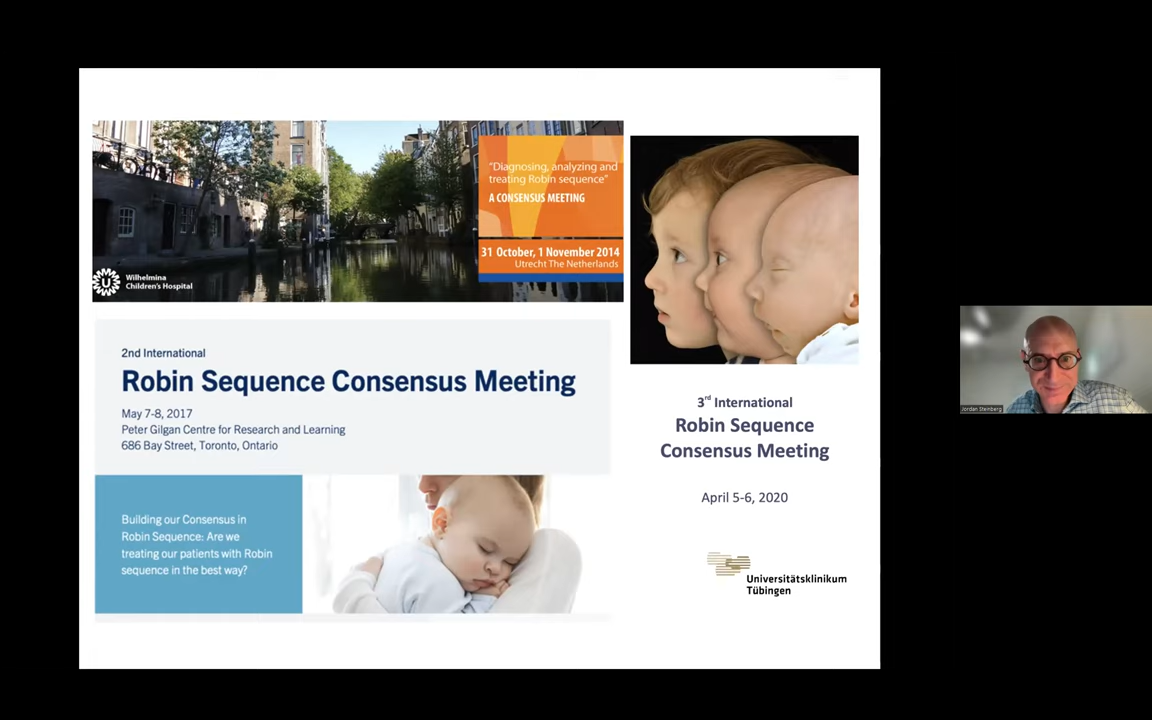 "Diagnosing, analyzing and
treating Robin sequence"
A CONSENSUS MEETING
31 October, 1 November 2014
Utrecht The Netherlands
U
Wilhelmina
Children's Hospital
2nd International
Robin Sequence Consensus Meeting
May 7-8, 2017
Peter Gilgan Centre for Research and Learning
686 Bay Street, Toronto, Ontario
Building our Consensus in
Robin Sequence: Are we
treating our patients with Robin
sequence in the best way?
3rd International
Robin Sequence
Consensus Meeting
April 5-6, 2020
Universitätsklinikum
Tübingen
Jordan Steinberg